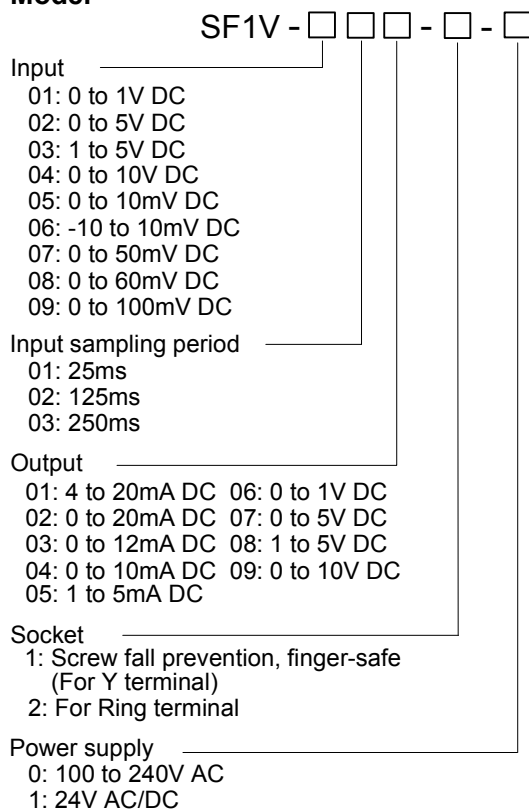 Model
SF1V - □ □ □ - □ - □
Input
01: 0 to 1V DC
02: 0 to 5V DC
03: 1 to 5V DC
04: 0 to 10V DC
05: 0 to 10mV DC
06: -10 to 10mV DC
07: 0 to 50mV DC
08: 0 to 60mV DC
09: 0 to 100mV DC
Input sampling period
01: 25ms
02: 125ms
03: 250ms
Output
01: 4 to 20mA DC 06: 0 to 1V DC
02: 0 to 20mA DC 07: 0 to 5V DC
03: 0 to 12mA DC 08: 1 to 5V DC
04: 0 to 10mA DC 09: 0 to 10V DC
05: 1 to 5mA DC
Socket
1: Screw fall prevention, finger-safe
(For Y terminal)
2: For Ring terminal
Power supply
0: 100 to 240V AC
1: 24V AC/DC